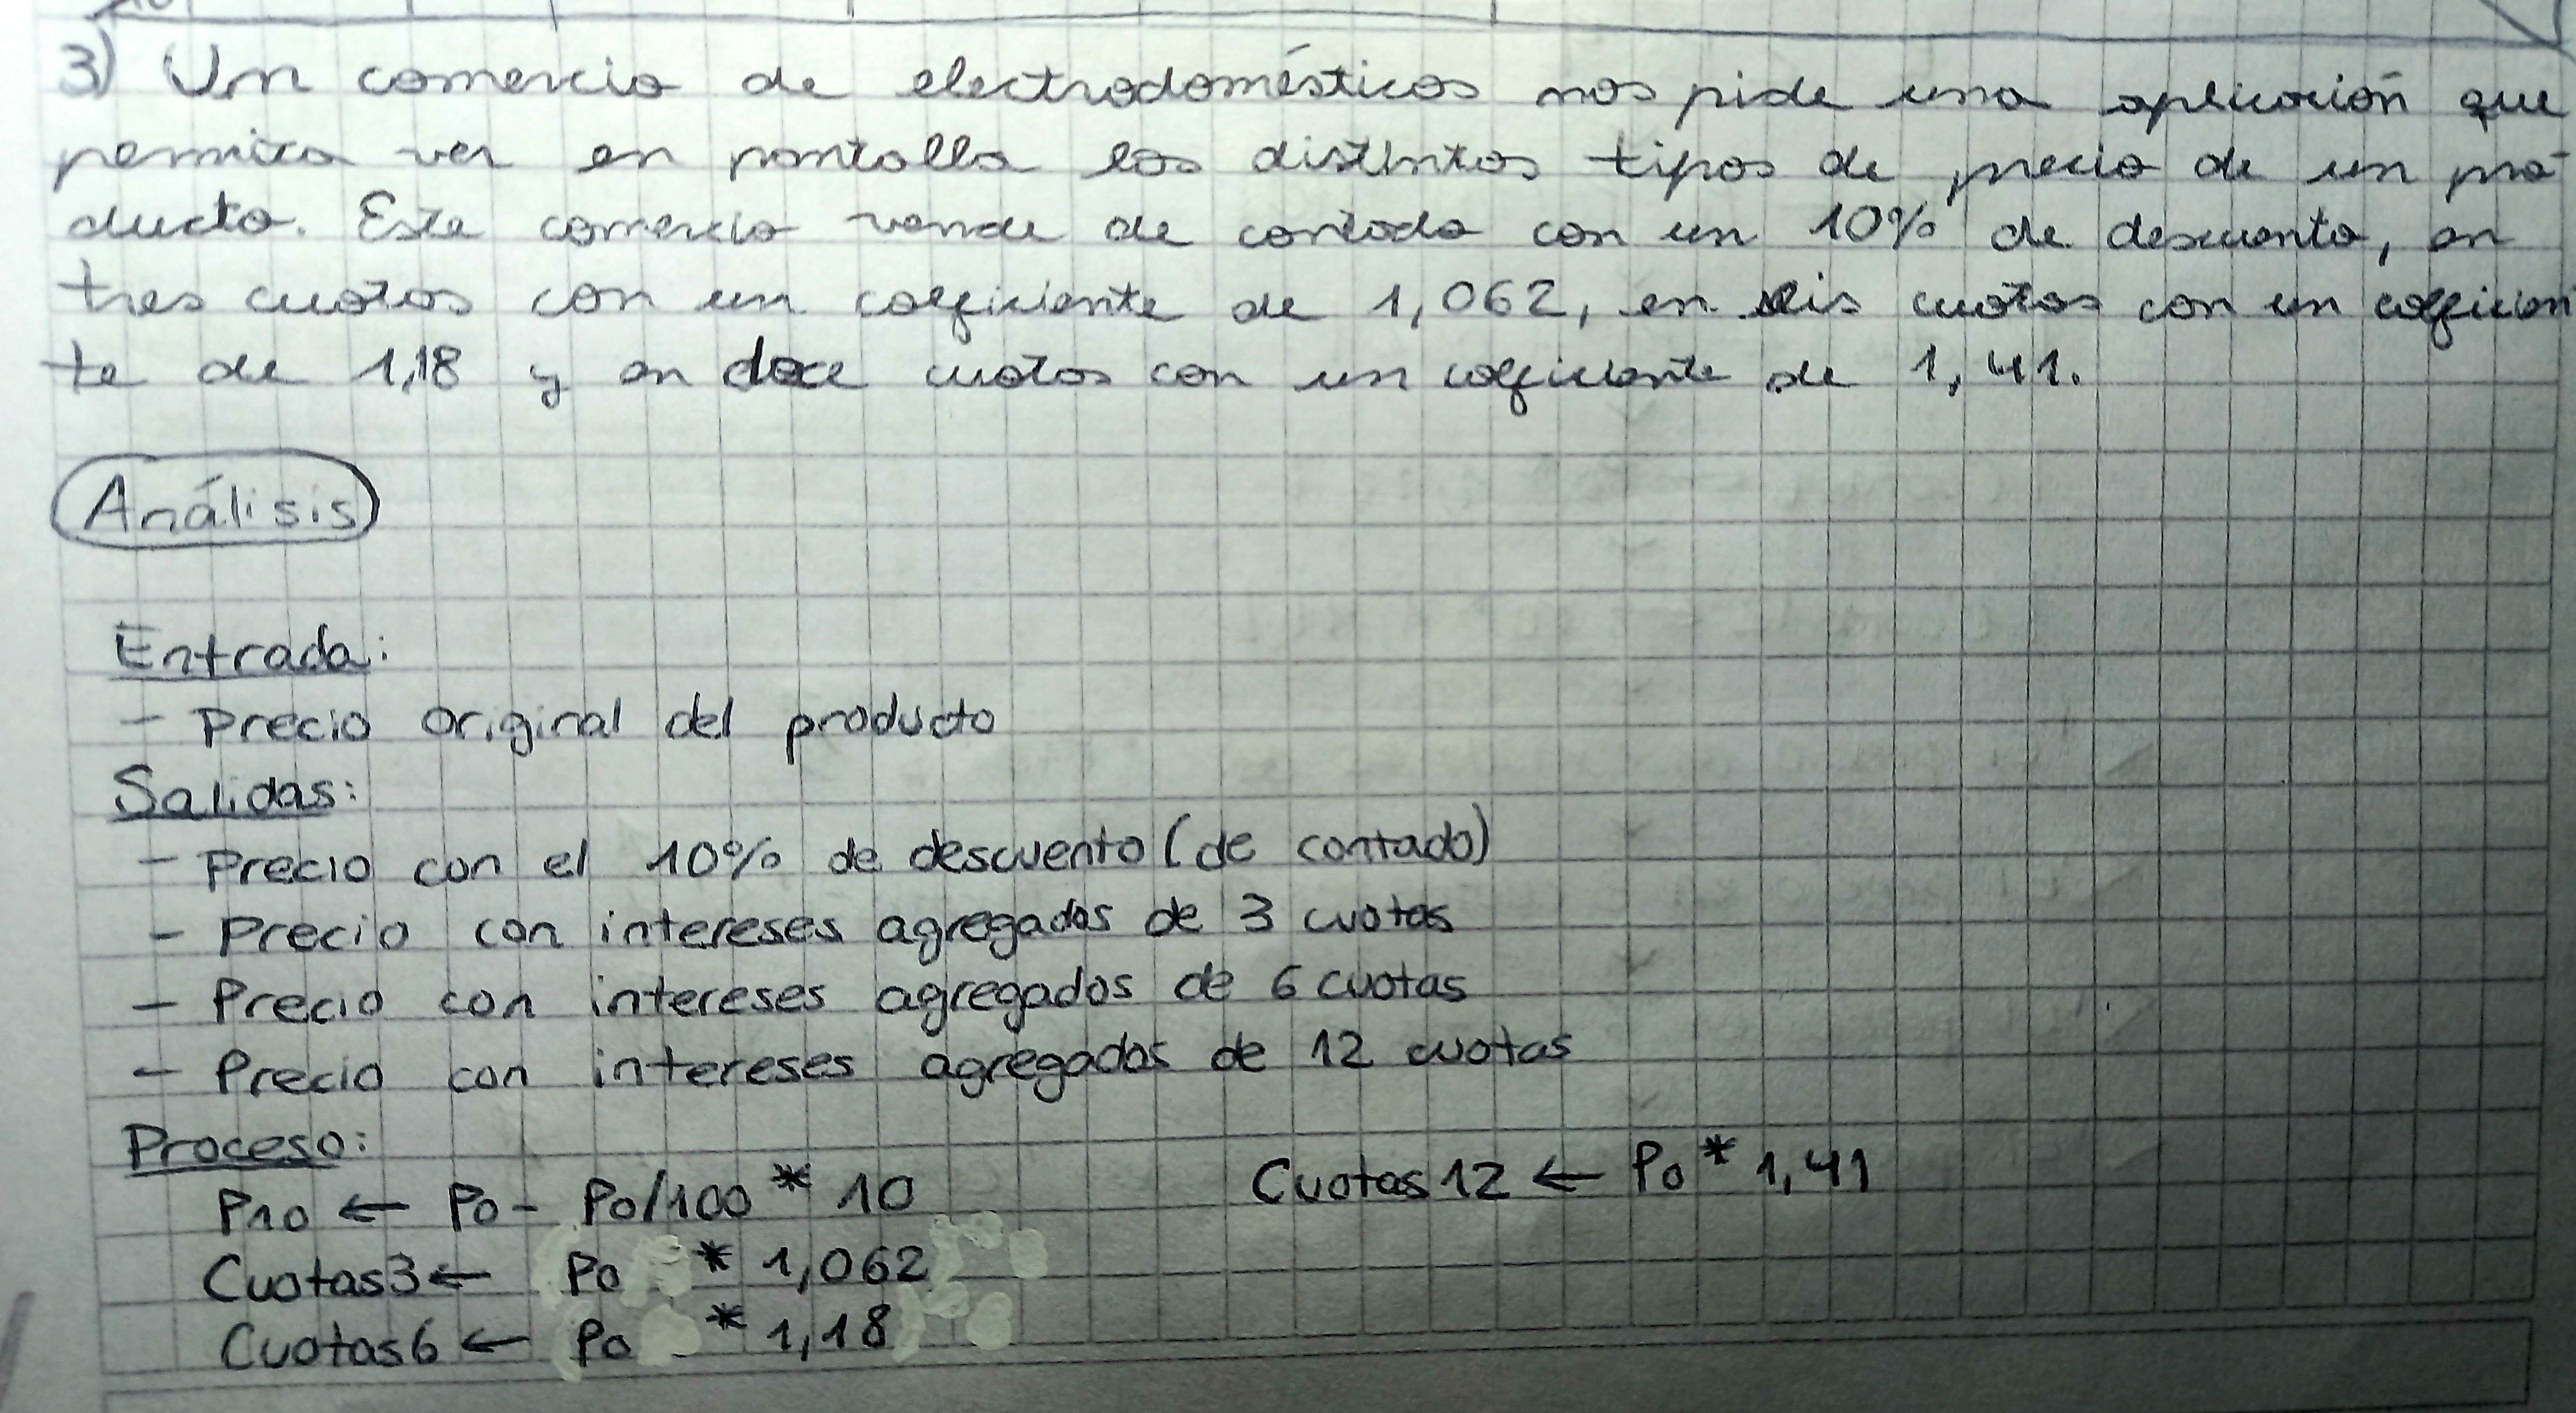 3) Un comercio de electrodomésticos nos pide una aplicación que
permita ver en pantalla los distintos tipos de precio de un pro-
ducto. Este comercio vende de contado con un 10% de descuento, en
tres cuotas con un coeficiente de 1,062, en seis cuotas con un coeficien
te de 1,18 y en doce cuotas con un coeficiente de 1,41.
Análisis
Entrada:
- Precio original del producto
Salidas:
- Precio con el 10% de descuento (de contado)
- Precio con intereses agregados de 3 cuotas
- Precio con intereses agregados de 6 cuotas
- Precio con intereses agregados de 12 cuotas
Proceso:
P10 ← Po - Po/100 * 10
Cuotas3 ← Po * 1,062
Cuotas6 ← Po * 1,18
Cuotas12 ← Po * 1,41